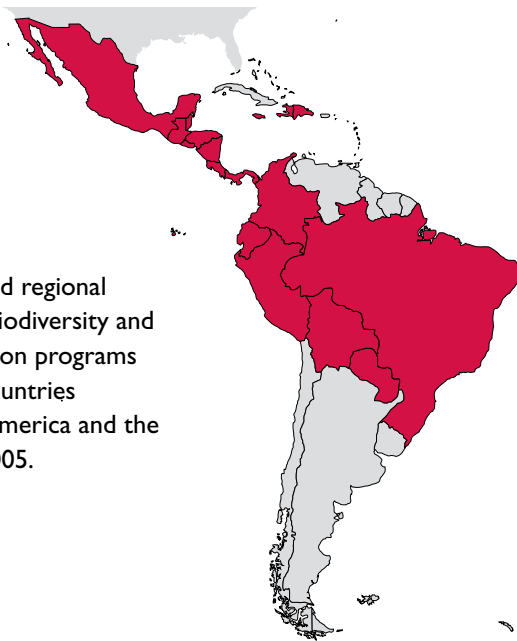 d regional
iodiversity and
on programs
untries
merica and the
05.